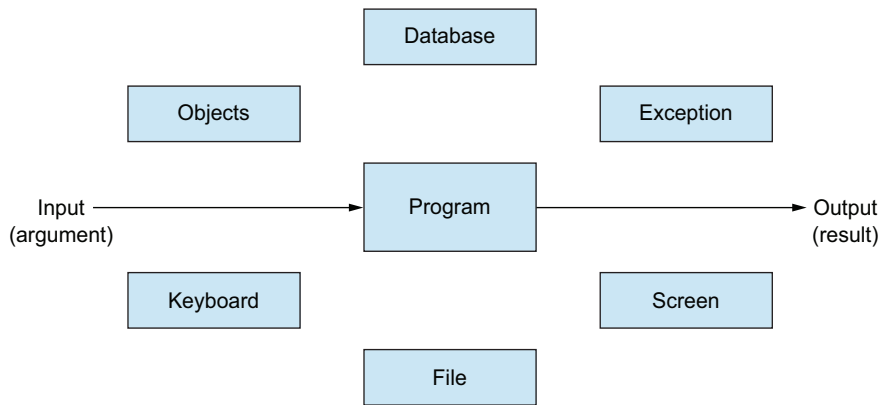 Database
Objects
Exception
Input
(argument)
Program
Output
(result)
Keyboard
Screen
File